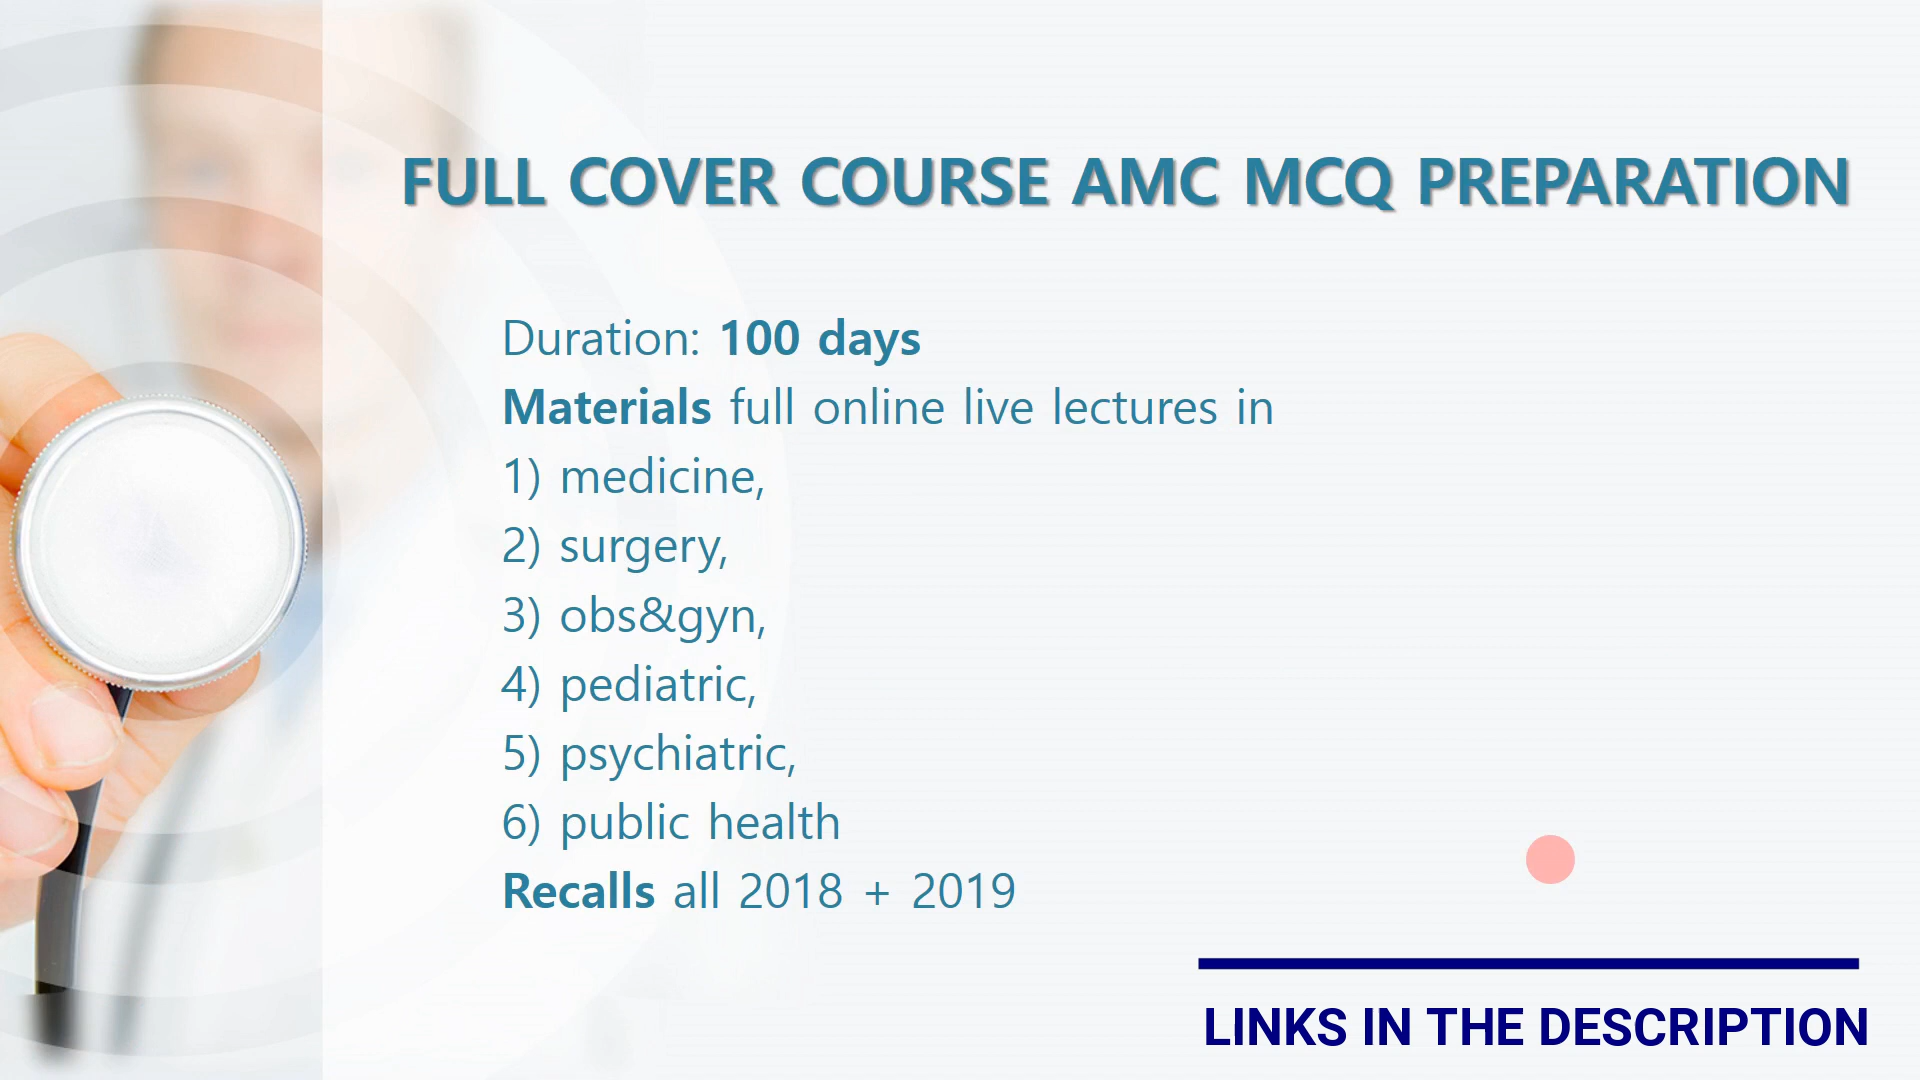 FULL COVER COURSE AMC MCQ PREPARATION
Duration: 100 days
Materials full online live lectures in
1) medicine,
2) surgery,
3) obs&gyn,
4) pediatric,
5) psychiatric,
6) public health
Recalls all 2018 + 2019
LINKS IN THE DESCRIPTION